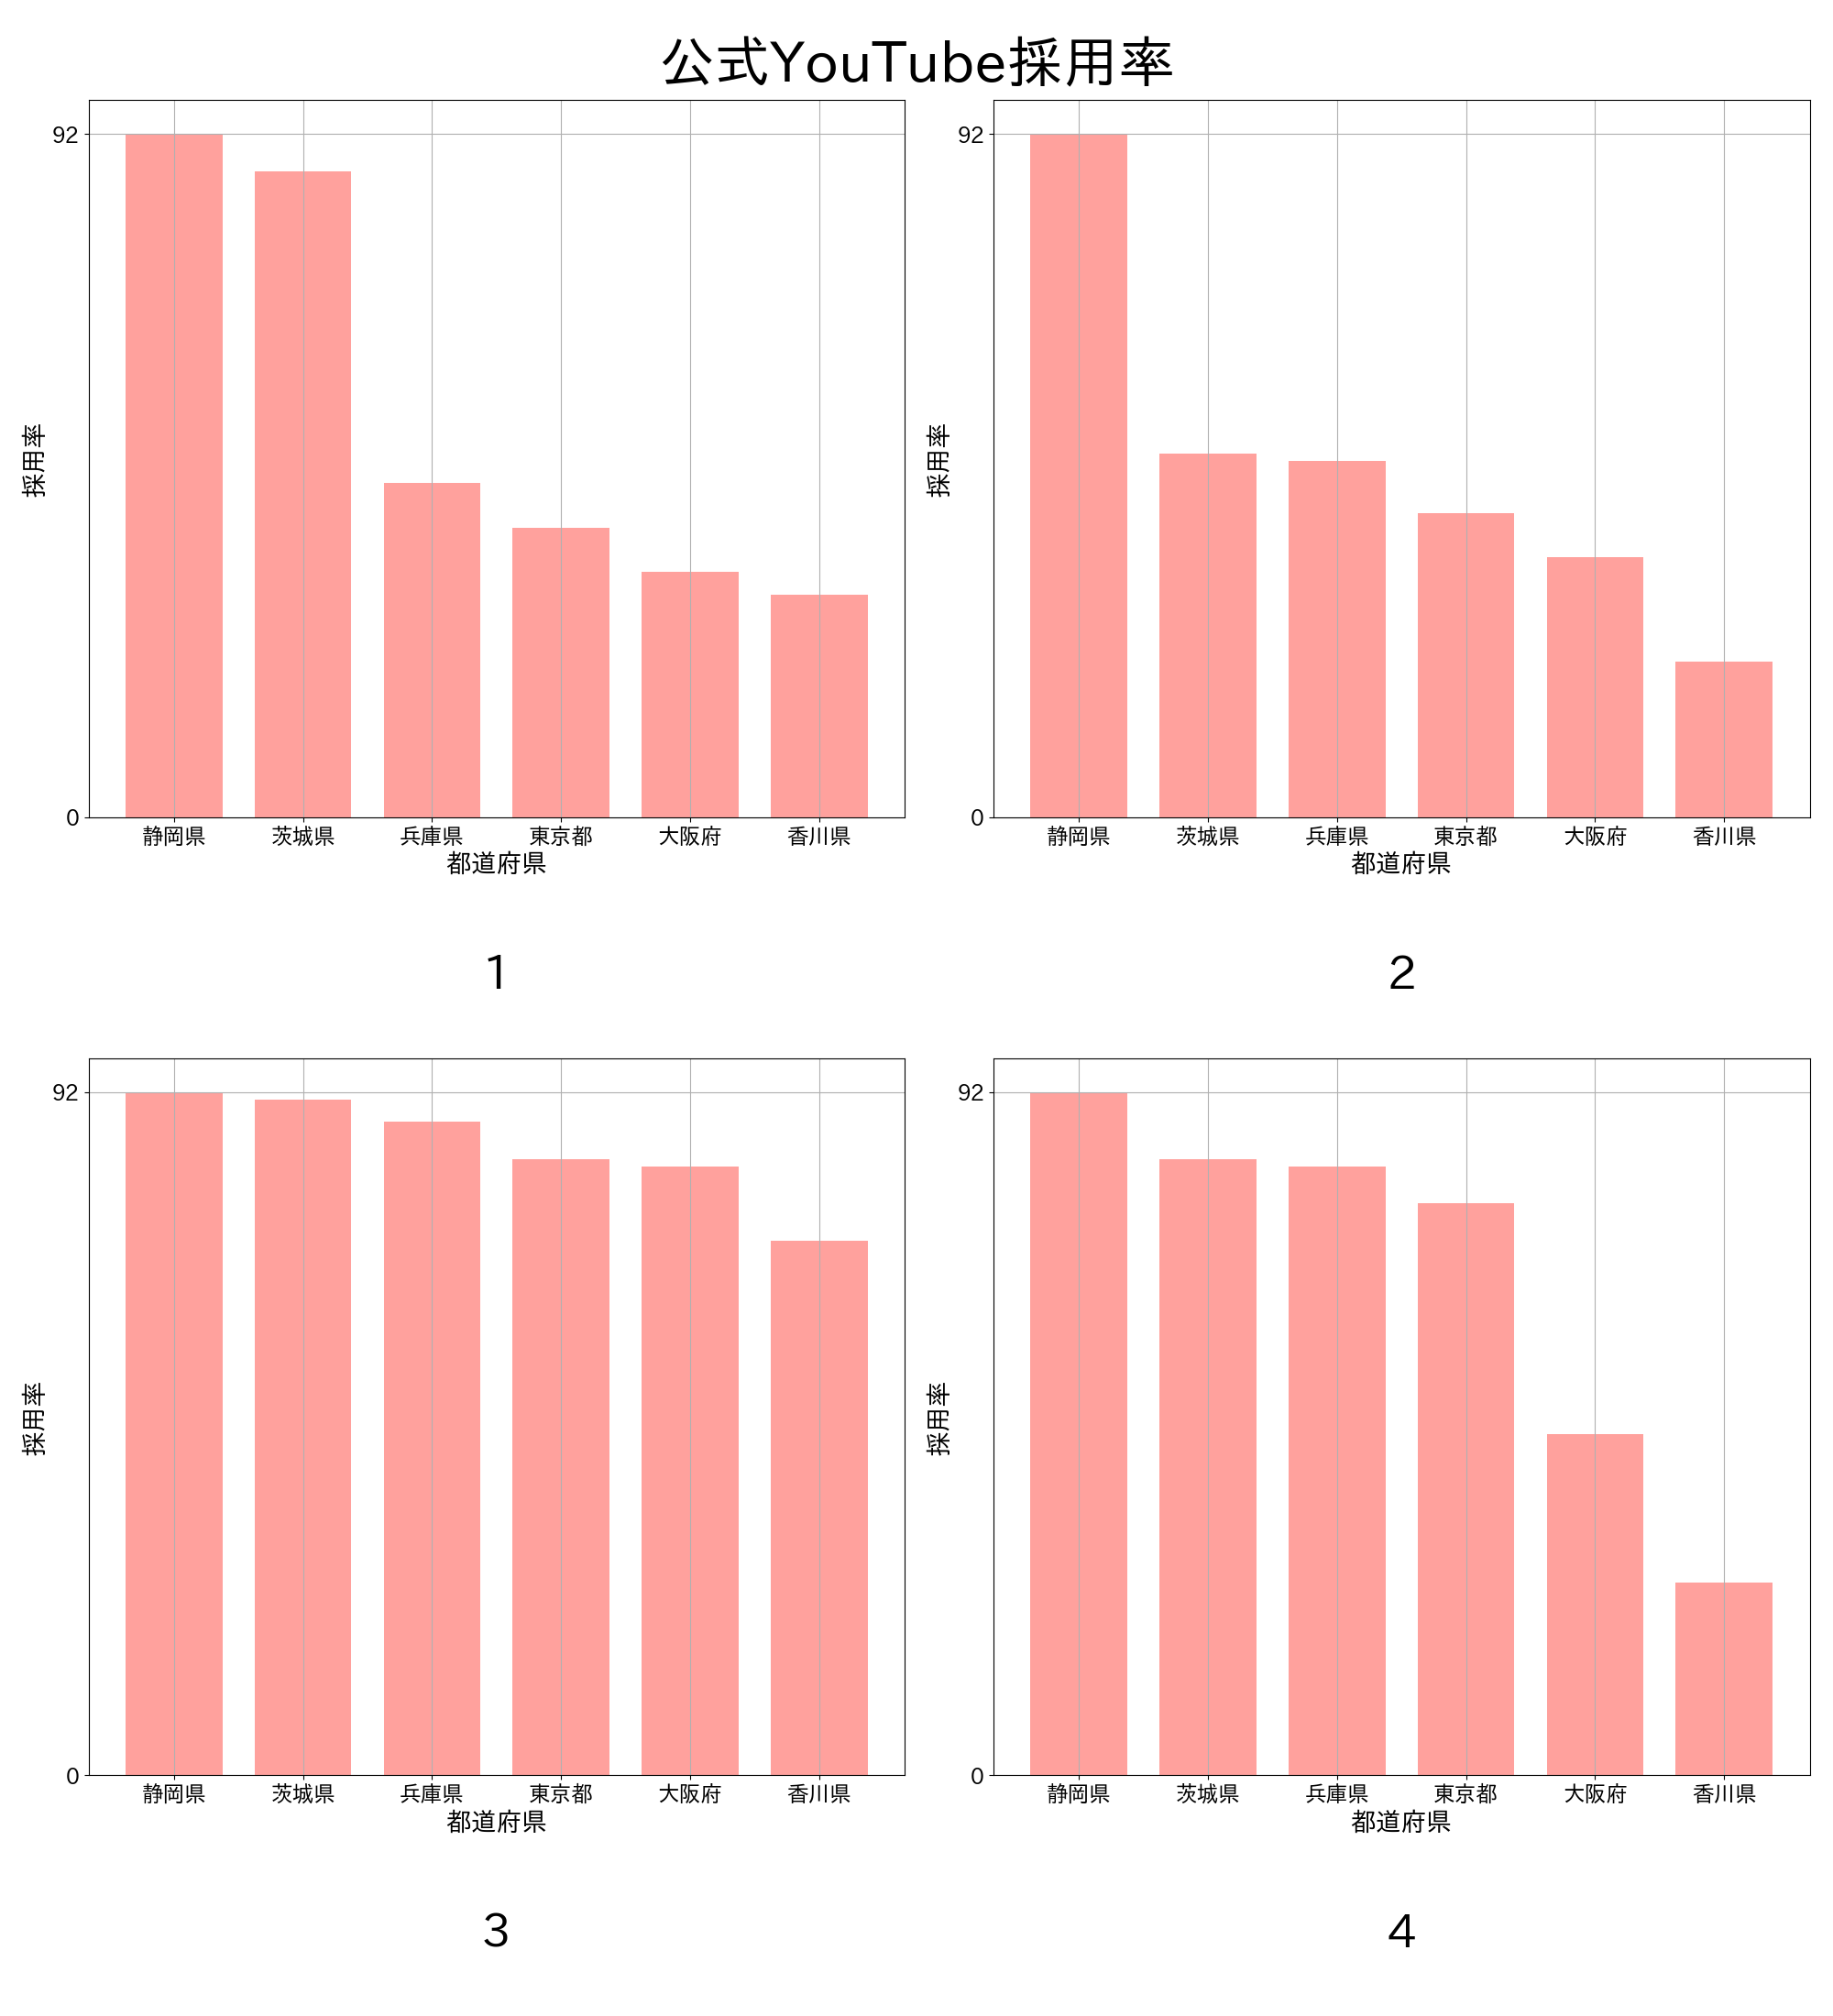 公式YouTube採用率
92
0
採用率
静岡県 茨城県 兵庫県 東京都 大阪府 香川県
都道府県
1
92
0
採用率
静岡県 茨城県 兵庫県 東京都 大阪府 香川県
都道府県
2
92
0
採用率
静岡県 茨城県 兵庫県 東京都 大阪府 香川県
都道府県
3
92
0
採用率
静岡県 茨城県 兵庫県 東京都 大阪府 香川県
都道府県
4